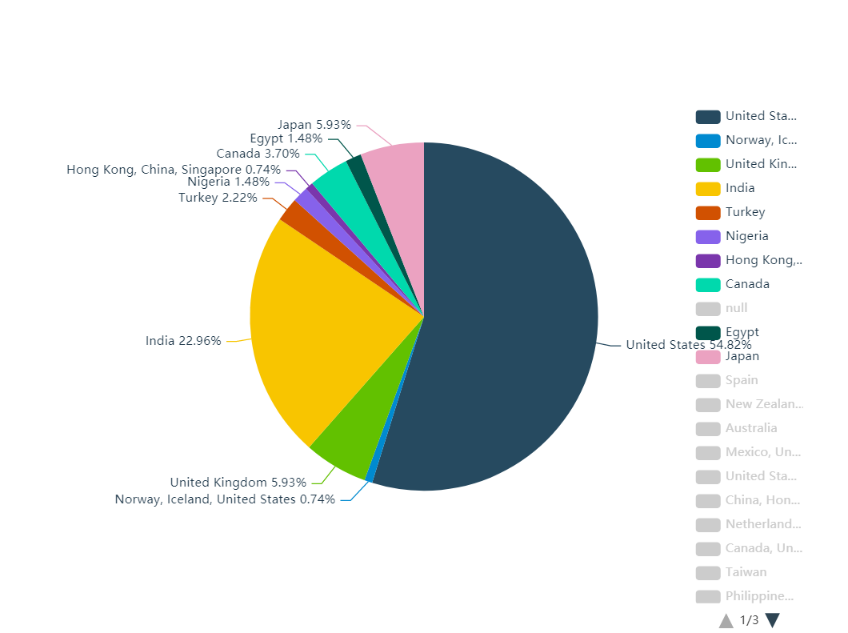 Japan 5.93%
Egypt 1.48%
Canada 3.70%
Hong Kong, China, Singapore 0.74%
Nigeria 1.48%
Turkey 2.22%
India 22.96%
United Kingdom 5.93%
Norway, Iceland, United States 0.74%
United States 54.82%
United Sta...
Norway, Ic...
United Kin...
India
Turkey
Nigeria
Hong Kong,..
Canada
null
Egypt
Japan
Spain
New Zealan...
Australia
Mexico, Un...
United Sta...
China, Hon...
Netherland...
Canada, Un...
Taiwan
Philippine...
1/3